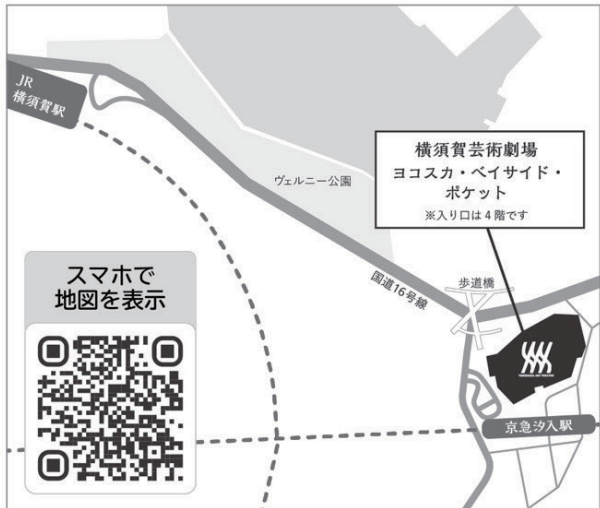 JR
横須賀駅
横須賀芸術劇場
ヨコスカ・ベイサイド・
ポケット
※入り口は4階です
ヴェルニー公園
国道16号線
歩道橋
スマホで
地図を表示
YOKOSUKA ARTS THEATRE
京急汐入駅